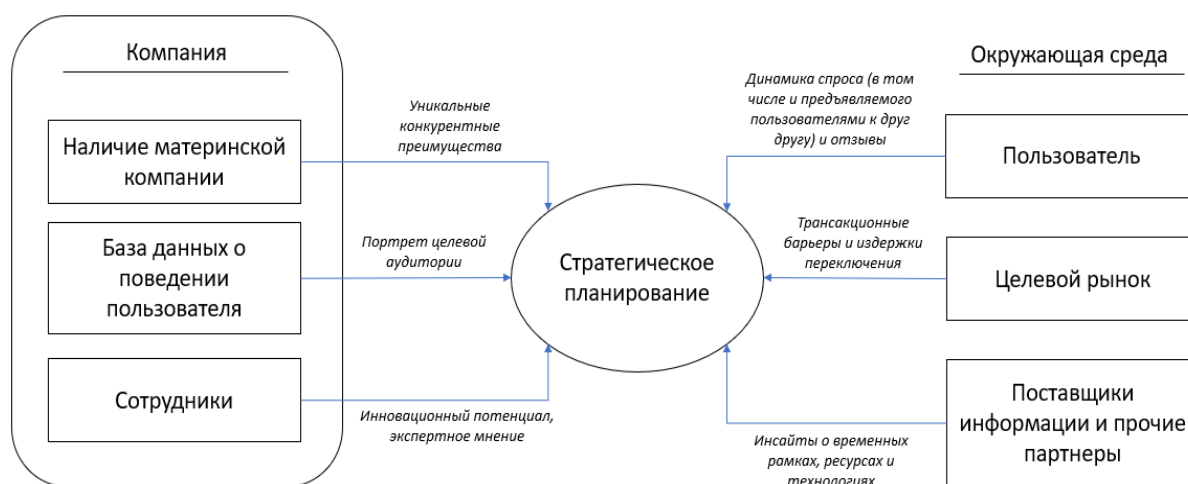 Компания
Наличие материнской
компании
База данных о
поведении
пользователя
Сотрудники
Уникальные
конкурентные
преимущества
Портрет целевой
аудитории
Инновационный потенциал,
экспертное мнение
Стратегическое
планирование
Динамика спроса (в том
числе и предъявляемого
пользователями к друг
другу) и отзывы
Трансакционные
барьеры и издержки
переключения
Инсайты о временных
рамках, ресурсах и
технологиях
Окружающая среда
Пользователь
Целевой рынок
Поставщики
информации и прочие
партнеры